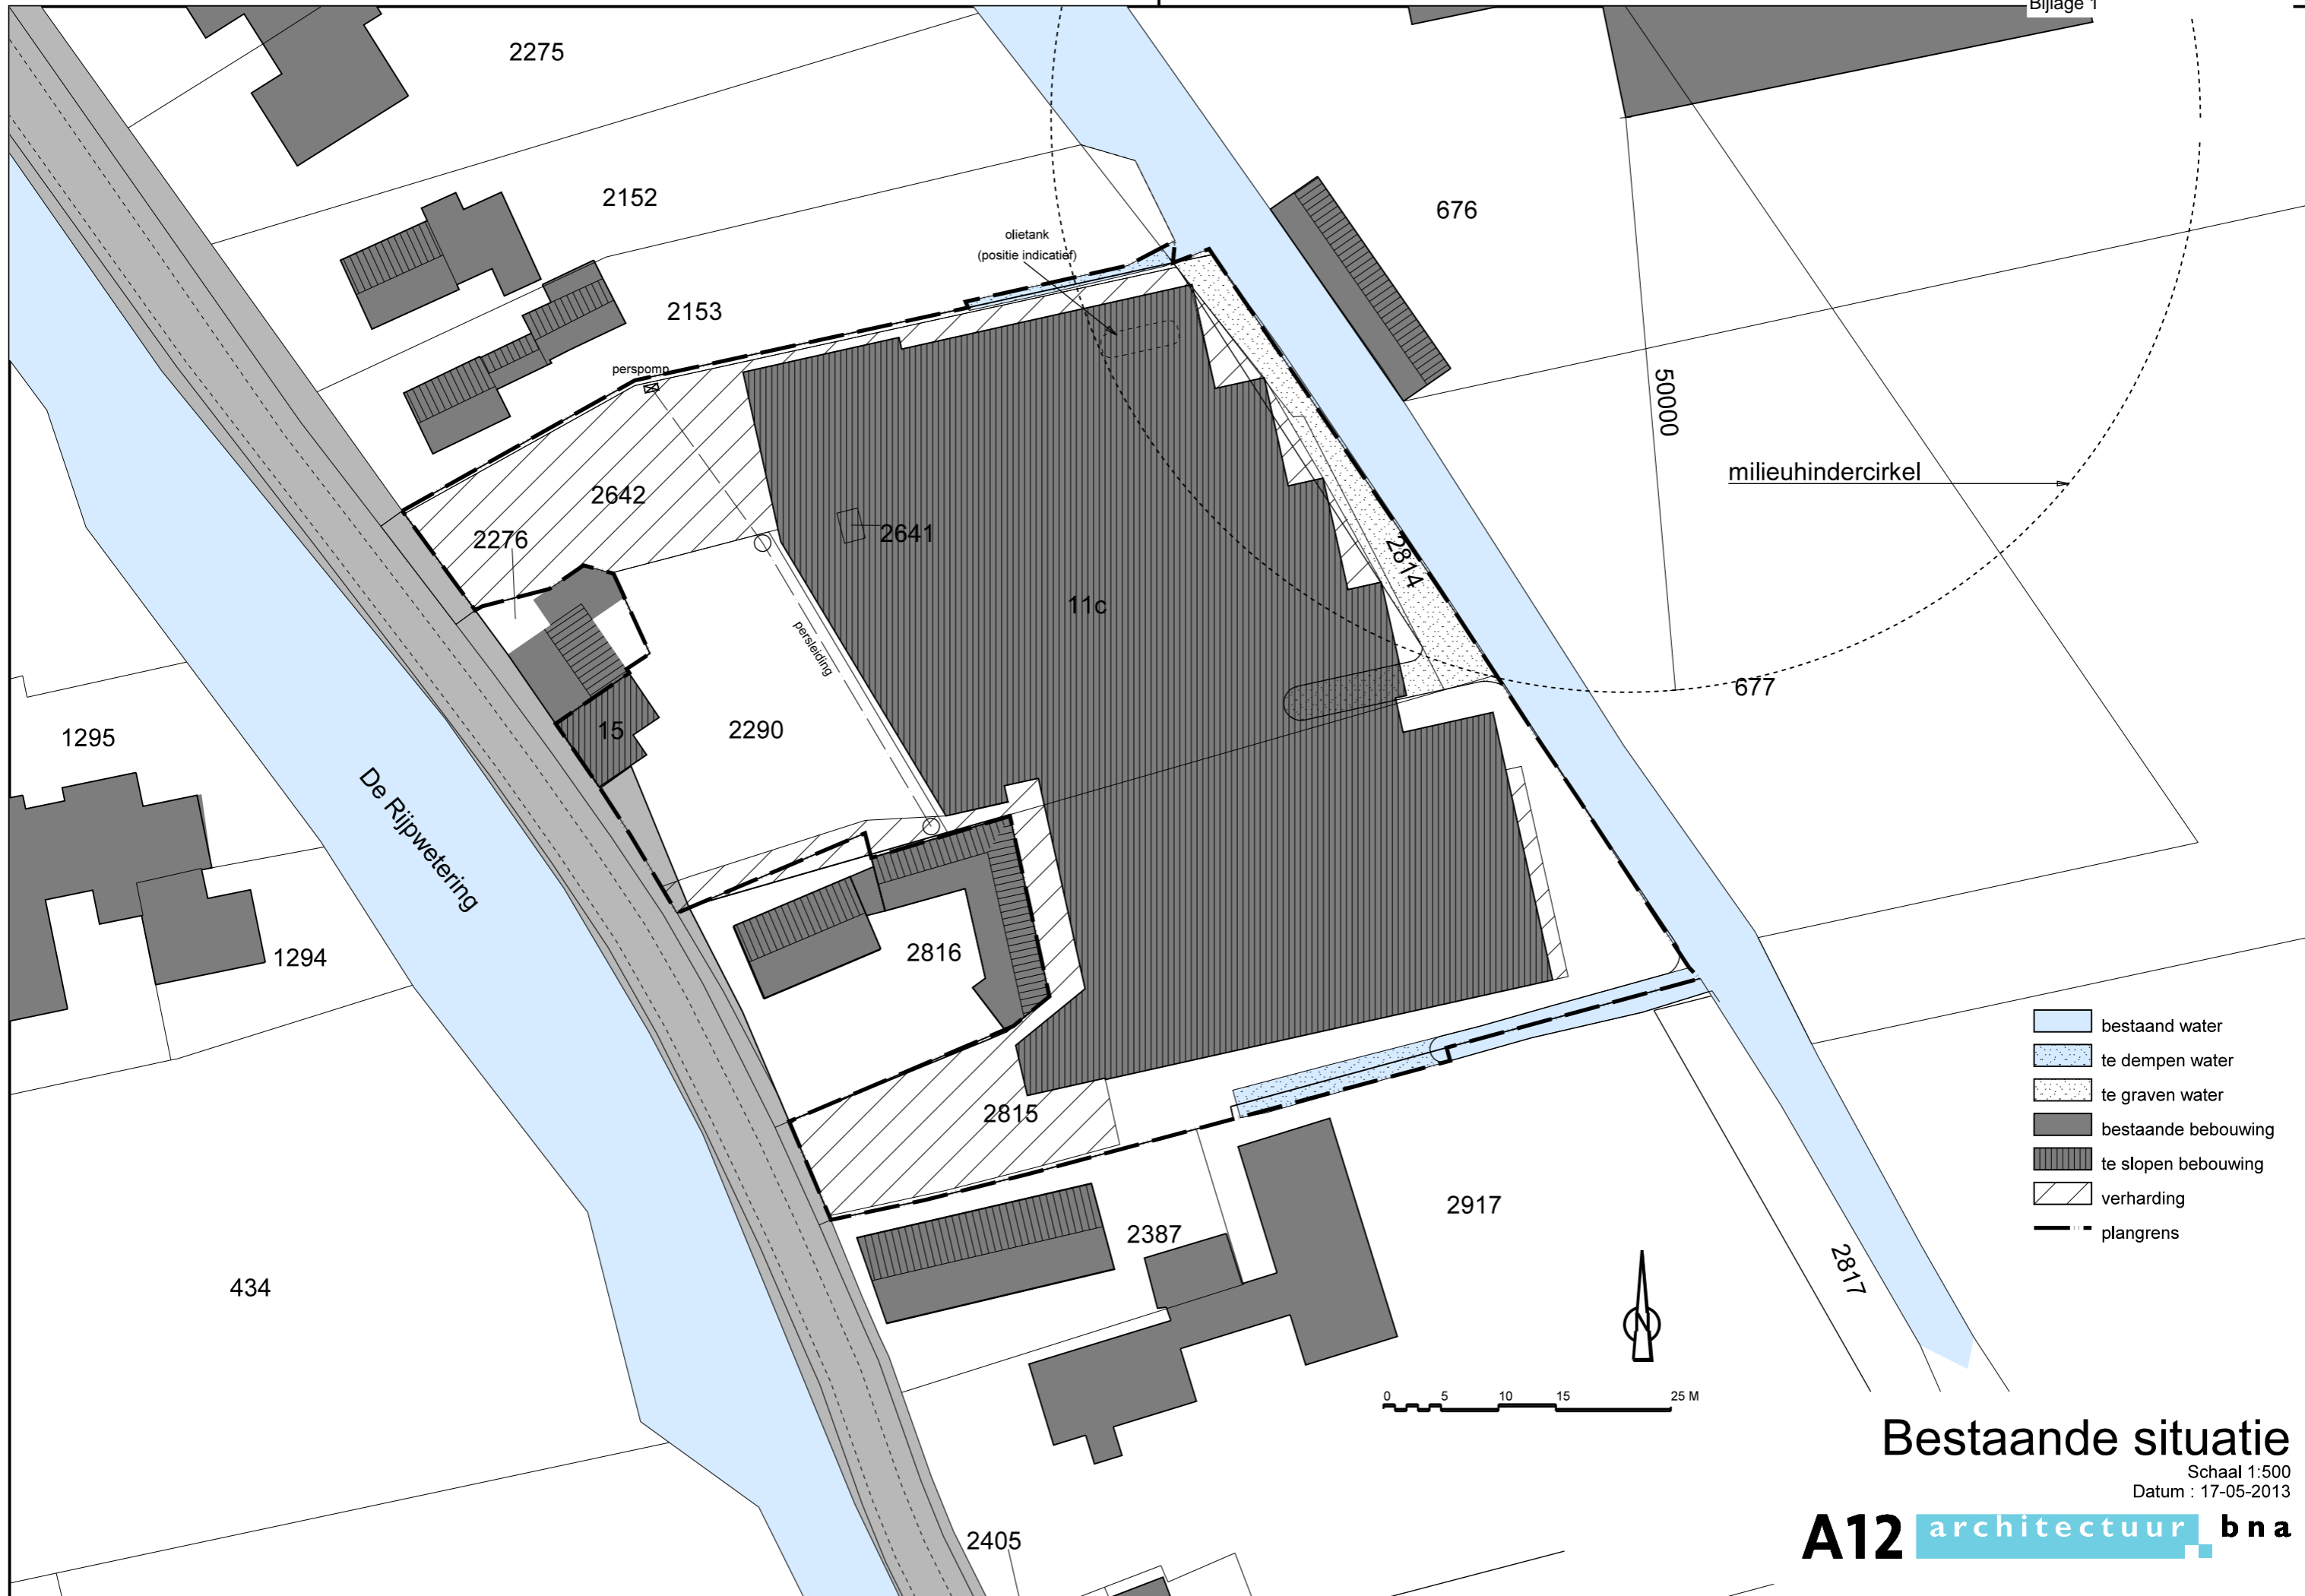 Bijlage 1
2275
2152
676
olietank
(positie indicatief)
2153
perspomp
50000
milieuhindercirkel
2642
2276
2641
2814
11c
persleiding
677
15
2290
1295
De Rijpwetering
2816
1294
bestaand water
te dempen water
te graven water
bestaande bebouwing
te slopen bebouwing
verharding
plangrens
2815
2917
2387
2817
434
0 5 10 15 25 M
Bestaande situatie
Schaal 1:500
Datum : 17-05-2013
A12 architectuur bna
2405